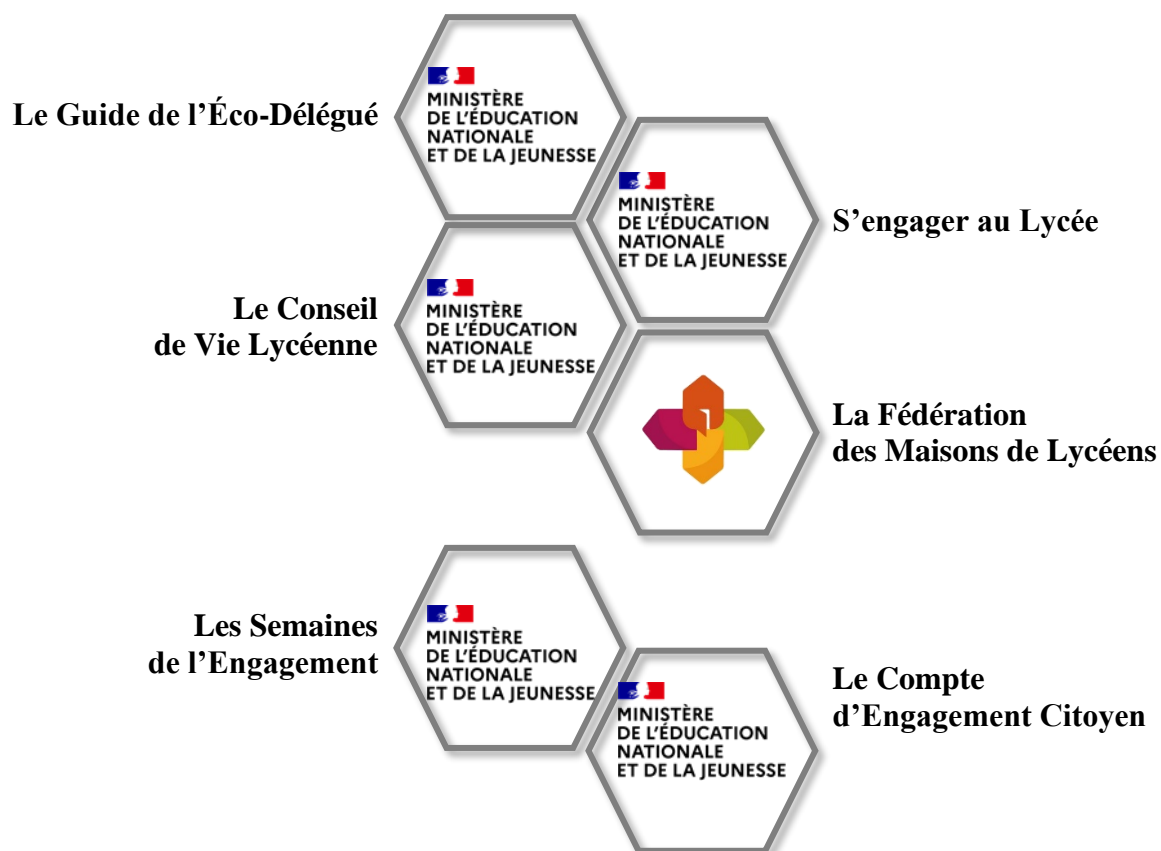 Le Guide de l’Éco-Délégué
MINISTÈRE
DE L’ÉDUCATION
NATIONALE
ET DE LA JEUNESSE
MINISTÈRE
DE L’ÉDUCATION
NATIONALE
ET DE LA JEUNESSE
S’engager au Lycée
Le Conseil
de Vie Lycéenne
MINISTÈRE
DE L’ÉDUCATION
NATIONALE
ET DE LA JEUNESSE
La Fédération
des Maisons de Lycéens
Les Semaines
de l’Engagement
MINISTÈRE
DE L’ÉDUCATION
NATIONALE
ET DE LA JEUNESSE
MINISTÈRE
DE L’ÉDUCATION
NATIONALE
ET DE LA JEUNESSE
Le Compte
d’Engagement Citoyen